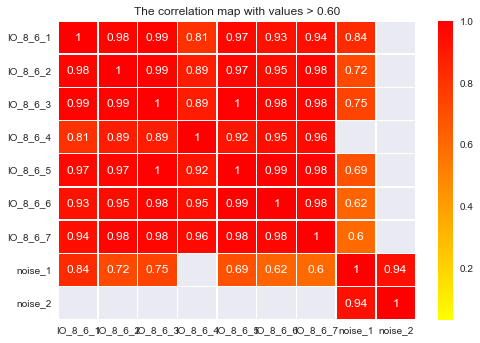 The correlation map with values > 0.60
IO_8_6_1 1 0.98 0.99 0.81 0.97 0.93 0.94 0.84
IO_8_6_2 0.98 1 0.99 0.89 0.97 0.95 0.98 0.72
IO_8_6_3 0.99 0.99 1 0.89 1 0.98 0.98 0.75
IO_8_6_4 0.81 0.89 0.89 1 0.92 0.95 0.96
IO_8_6_5 0.97 0.97 1 0.92 1 0.99 0.98 0.69
IO_8_6_6 0.93 0.95 0.98 0.95 0.99 1 0.98 0.62
IO_8_6_7 0.94 0.98 0.98 0.96 0.98 0.98 1 0.6
noise_1 0.84 0.72 0.75 0.69 0.62 0.6 1 0.94
noise_2 0.94 1
IO_8_6_1 IO_8_6_2 IO_8_6_3 IO_8_6_4 IO_8_6_5 IO_8_6_6 IO_8_6_7 noise_1 noise_2
1.0
0.8
0.6
0.4
0.2